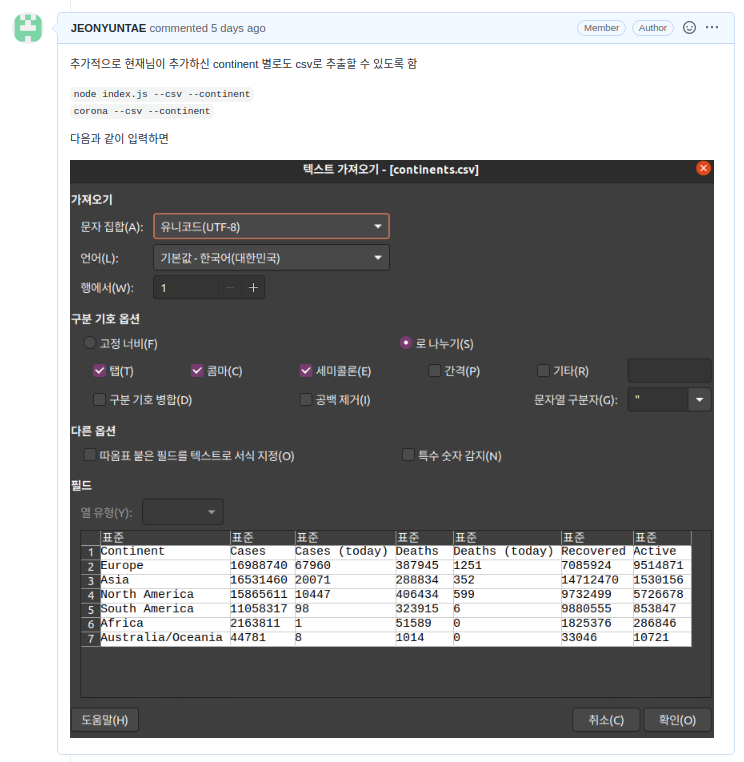 JEONYUNTAE commented 5 days ago Member Author
추가적으로 현재님이 추가하신 continent 별로도 csv로 추출할 수 있도록 함
node index.js --csv --continent
corona --csv --continent
다음과 같이 입력하면
텍스트 가져오기 - [continents.csv]
가져오기
문자 집합(A): 유니코드(UTF-8)
언어(L): 기본값 - 한국어(대한민국)
행에서(W): 1
구분 기호 옵션
고정 너비(F) 로 나누기(S)
탭(T) 콤마(C) 세미콜론(E) 간격(P) 기타(R)
구분 기호 병합(D) 공백 제거(I) 문자열 구분자(G): "
다른 옵션
따옴표 붙은 필드를 텍스트로 서식 지정(O) 특수 숫자 감지(N)
필드
열 유형(Y):
표준 표준 표준 표준 표준 표준 표준
1 Continent Cases Cases (today) Deaths Deaths (today) Recovered Active
2 Europe 16988740 67960 387945 1251 7085924 9514871
3 Asia 16531460 20071 288834 352 14712470 1530156
4 North America 15865611 10447 406434 599 9732499 5726678
5 South America 11058317 98 323915 6 9880555 853847
6 Africa 2163811 1 51589 0 1825376 286846
7 Australia/Oceania 44781 8 1014 0 33046 10721
도움말(H) 취소(C) 확인(O)